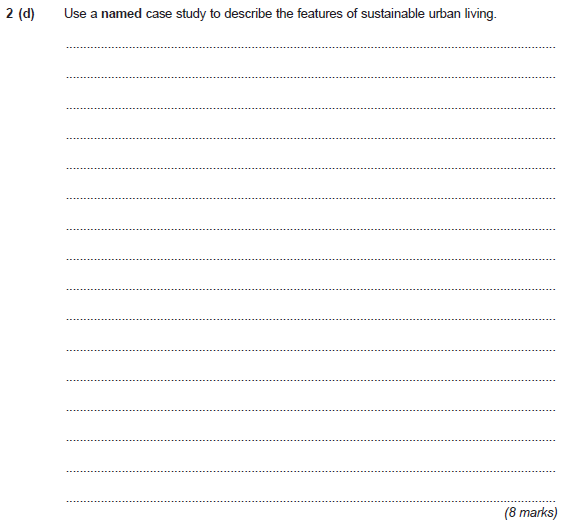 2 (d) Use a named case study to describe the features of sustainable urban living.
(8 marks)